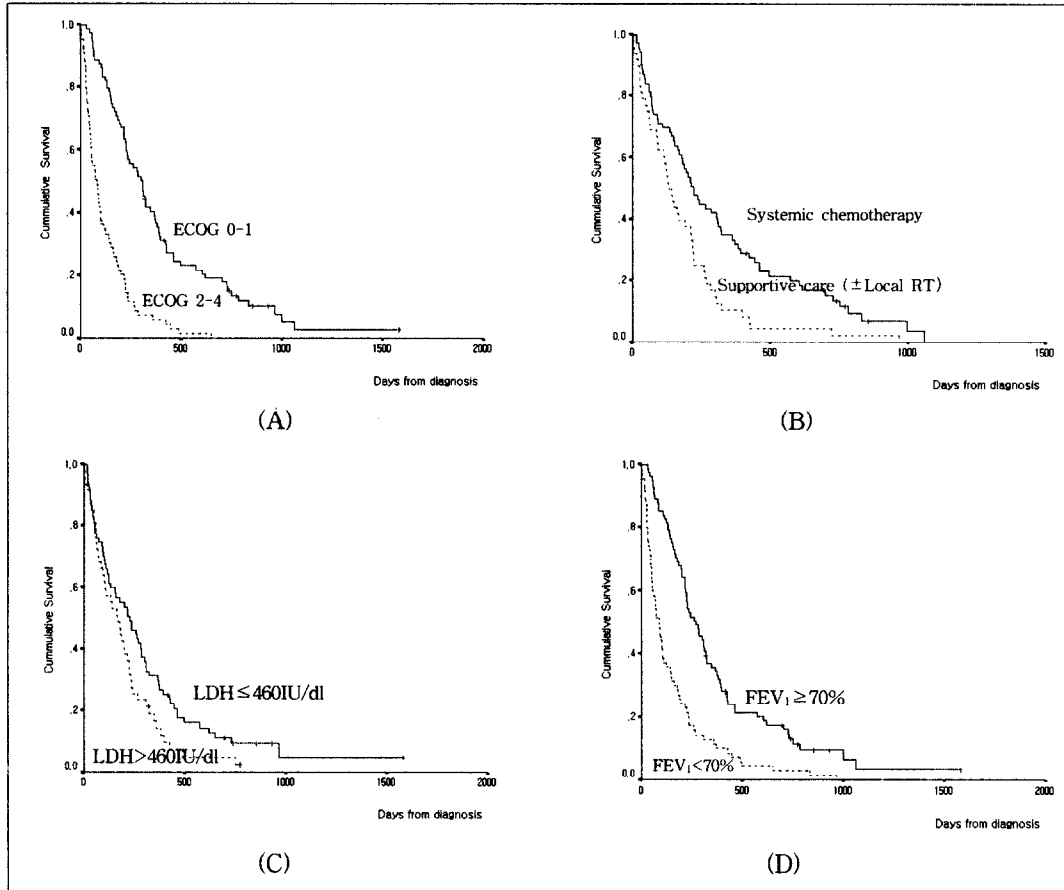 1.0
.8
.6
.4
.2
0.0
Cummulative Survival
ECOG 0-1
ECOG 2-4
0
500
1000
1500
2000
Days from diagnosis
(A)
1.0
.8
.6
.4
.2
0.0
Cummulative Survival
Systemic chemotherapy
Supportive care (±Local RT)
0
500
1000
1500
Days from diagnosis
(B)
1.0
.8
.6
.4
.2
0.0
Cummulative Survival
LDH≤460IU/dl
LDH>460IU/dl
0
500
1000
1500
2000
Days from diagnosis
(C)
1.0
.8
.6
.4
.2
0.0
Cummulative Survival
FEV₁≥70%
FEV₁<70%
0
500
1000
1500
2000
Days from diagnosis
(D)